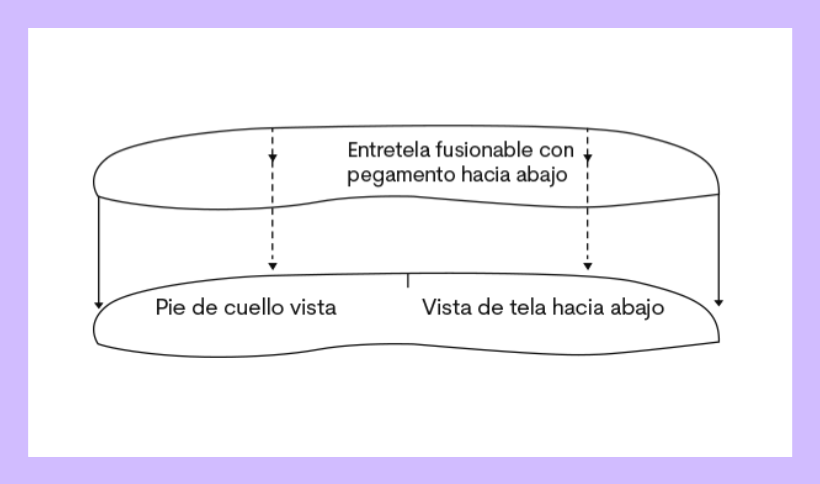 Entretela fusionable con
pegamento hacia abajo
Pie de cuello vista
Vista de tela hacia abajo